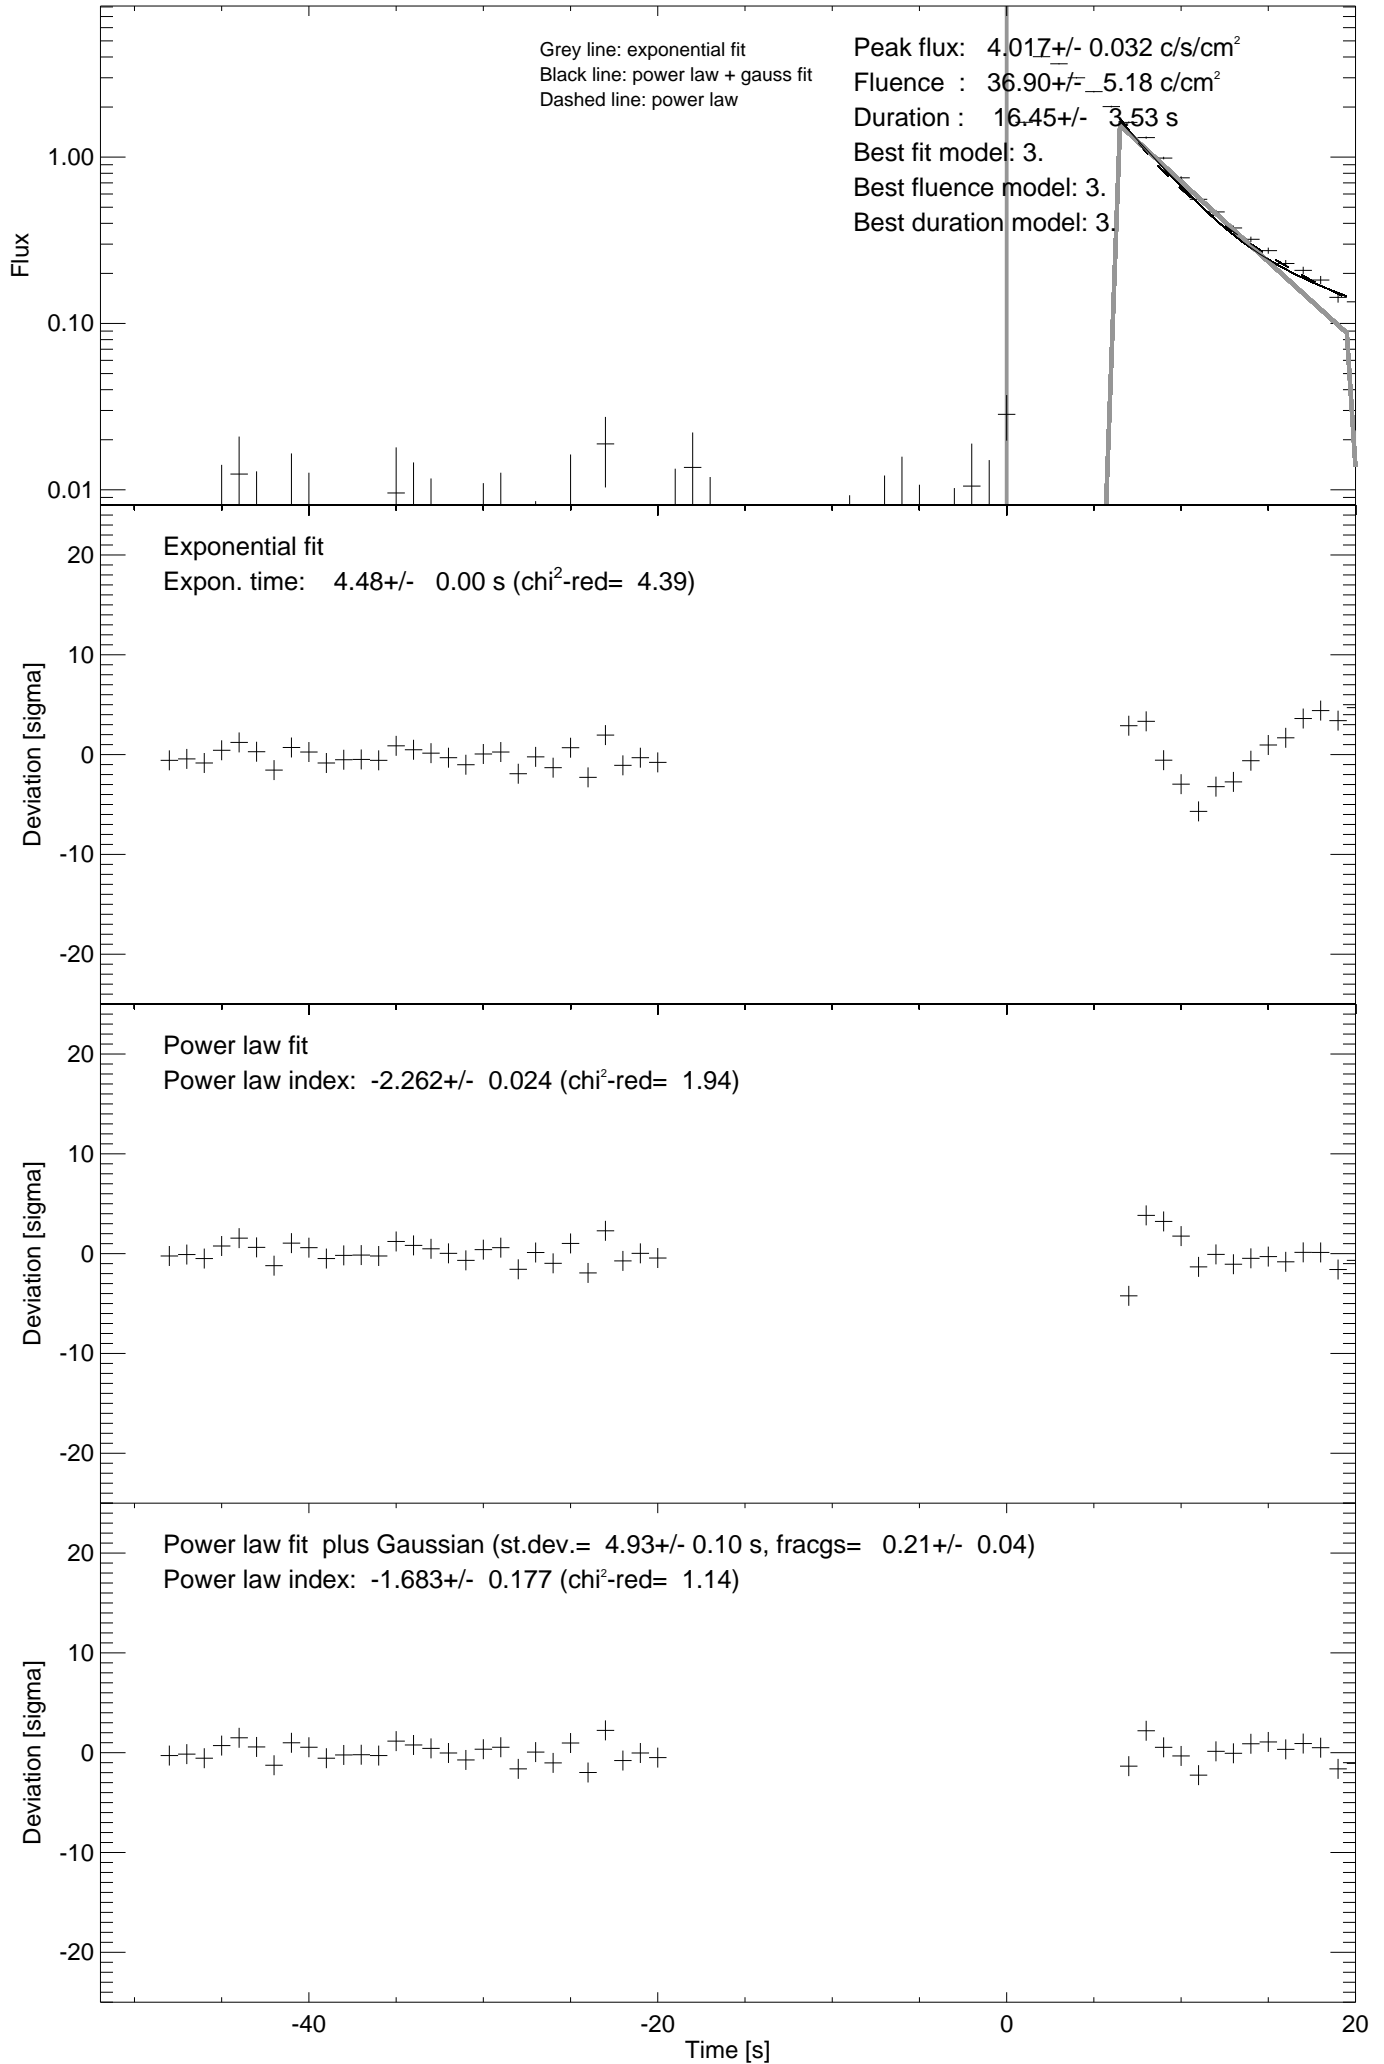 Grey line: exponential fit
Black line: power law + gauss fit
Dashed line: power law
Peak flux: 4.017+/- 0.032 c/s/cm²
Fluence : 36.90+/- 5.18 c/cm²
Duration : 16.45+/- 3.53 s
Best fit model: 3.
Best fluence model: 3.
Best duration model: 3.
Flux
1.00
0.10
0.01
Exponential fit
Expon. time: 4.48+/- 0.00 s (chi²-red= 4.39)
Deviation [sigma]
20
10
0
-10
-20
Power law fit
Power law index: -2.262+/- 0.024 (chi²-red= 1.94)
Deviation [sigma]
20
10
0
-10
-20
Power law fit plus Gaussian (st.dev.= 4.93+/- 0.10 s, fracgs= 0.21+/- 0.04)
Power law index: -1.683+/- 0.177 (chi²-red= 1.14)
Deviation [sigma]
20
10
0
-10
-20
-40 -20 0 20
Time [s]